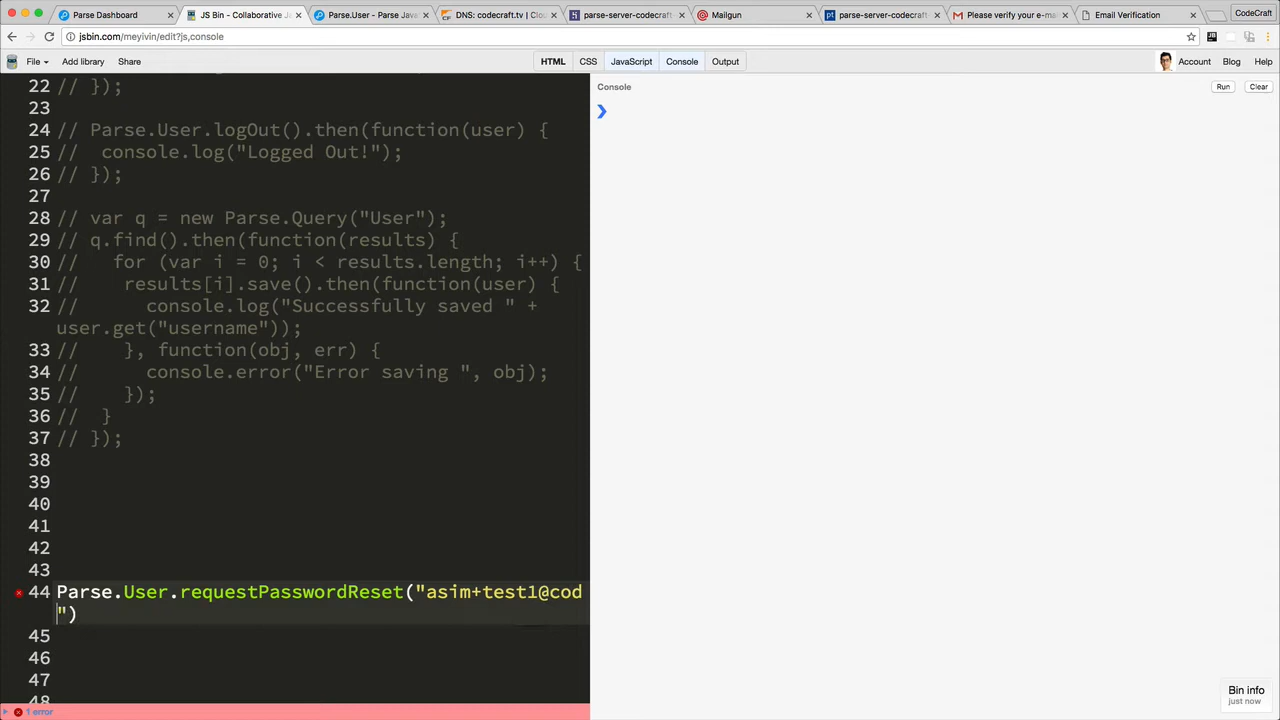 Parse Dashboard
JS Bin - Collaborative Ja
Parse.User - Parse Java
DNS: codecraft.tv | Clou
parse-server-codecraft
Mailgun
parse-server-codecraft
Please verify your e-ma
Email Verification
CodeCraft
jsbin.com/meyivin/edit?js,console
File
Add library
Share
HTML
CSS
JavaScript
Console
Output
Account
Blog
Help
22 // });
23
24 // Parse.User.logOut().then(function(user) {
25 //  console.log("Logged Out!");
26 // });
27
28 // var q = new Parse.Query("User");
29 // q.find().then(function(results) {
30 //   for (var i = 0; i < results.length; i++) {
31 //    results[i].save().then(function(user) {
32 //      console.log("Successfully saved " +
user.get("username"));
33 //    }, function(obj, err) {
34 //      console.error("Error saving ", obj);
35 //    });
36 //  }
37 // });
38
39
40
41
42
43
44 Parse.User.requestPasswordReset("asim+test1@cod
")
45
46
47
48
1 error
Console
Run
Clear
Bin info
just now